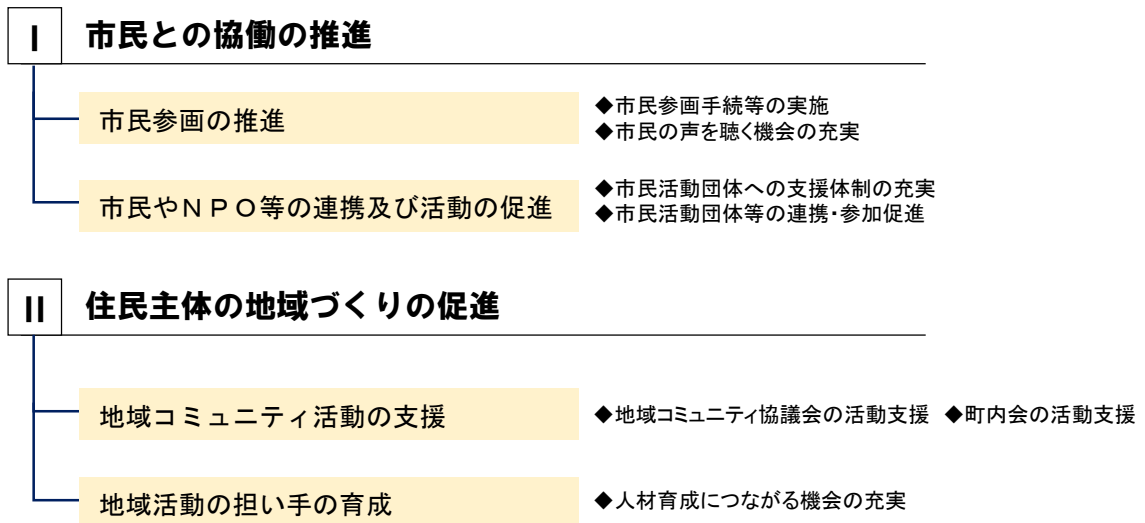 I 市民との協働の推進
市民参画の推進
◆市民参画手続等の実施
◆市民の声を聴く機会の充実
市民やＮＰＯ等の連携及び活動の促進
◆市民活動団体への支援体制の充実
◆市民活動団体等の連携・参加促進
II 住民主体の地域づくりの促進
地域コミュニティ活動の支援
◆地域コミュニティ協議会の活動支援 ◆町内会の活動支援
地域活動の担い手の育成
◆人材育成につながる機会の充実